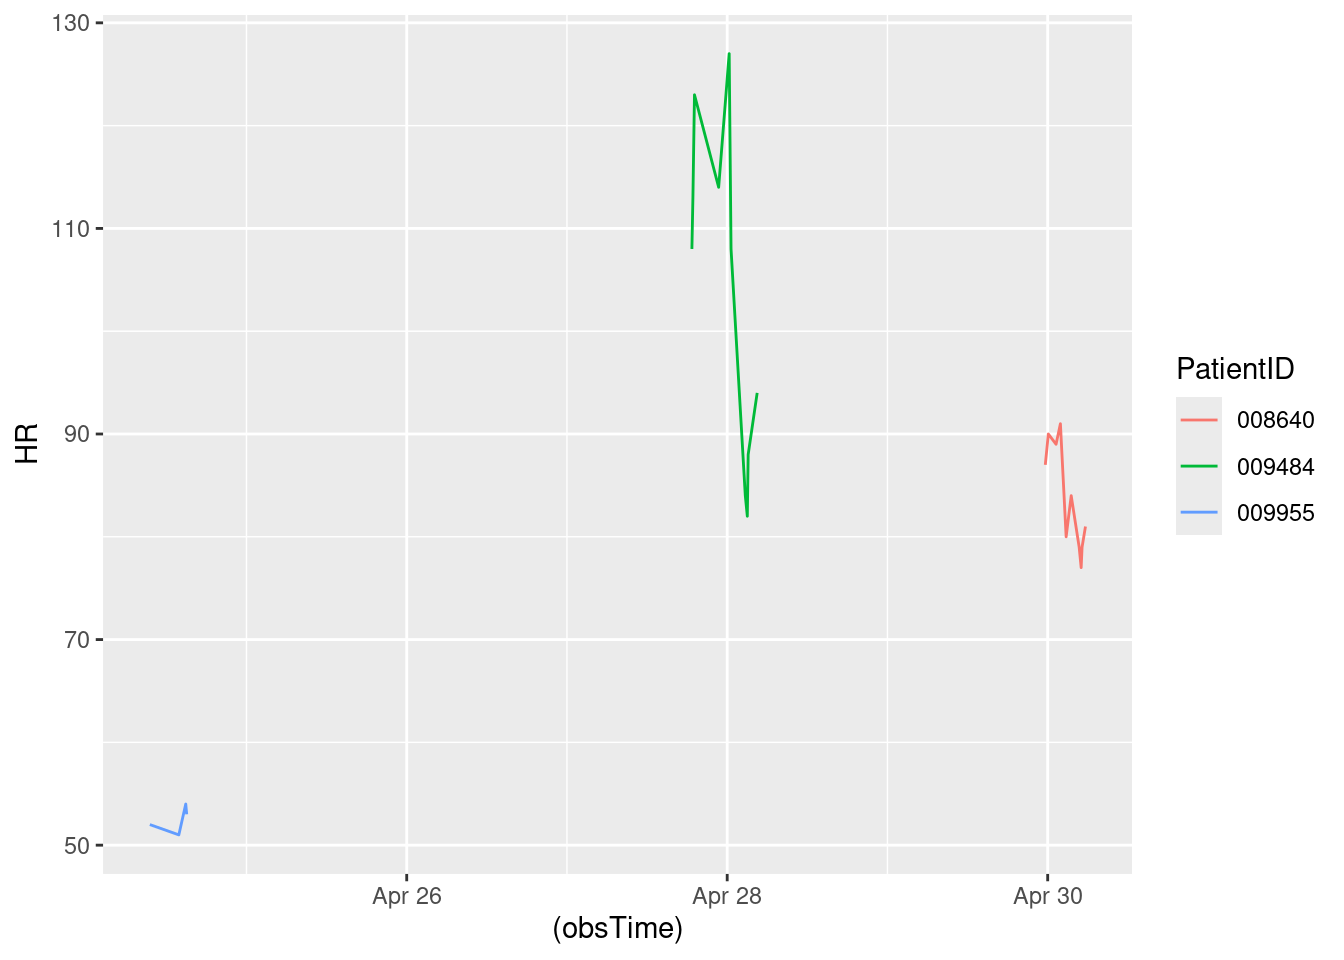 130
110
90
70
50
HR
Apr 26
Apr 28
Apr 30
(obsTime)
PatientID
008640
009484
009955